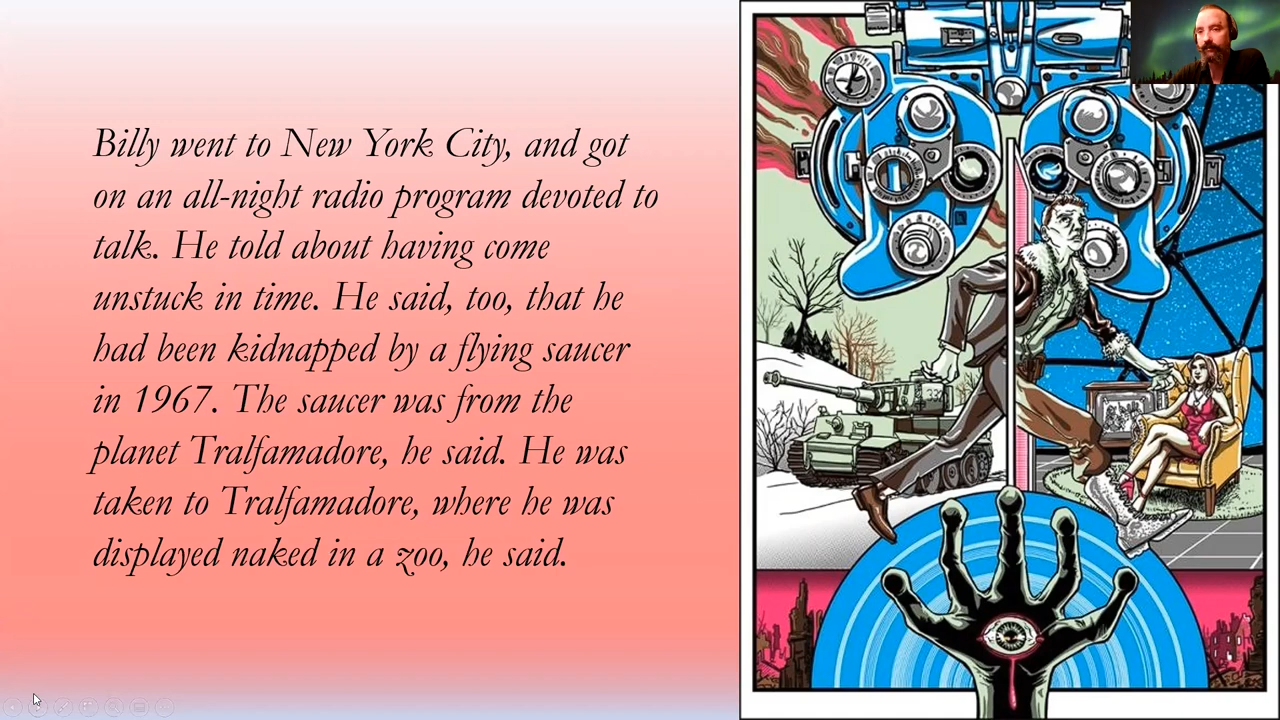 Billy went to New York City, and got
on an all-night radio program devoted to
talk. He told about having come
unstuck in time. He said, too, that he
had been kidnapped by a flying saucer
in 1967. The saucer was from the
planet Tralfamadore, he said. He was
taken to Tralfamadore, where he was
displayed naked in a zoo, he said.